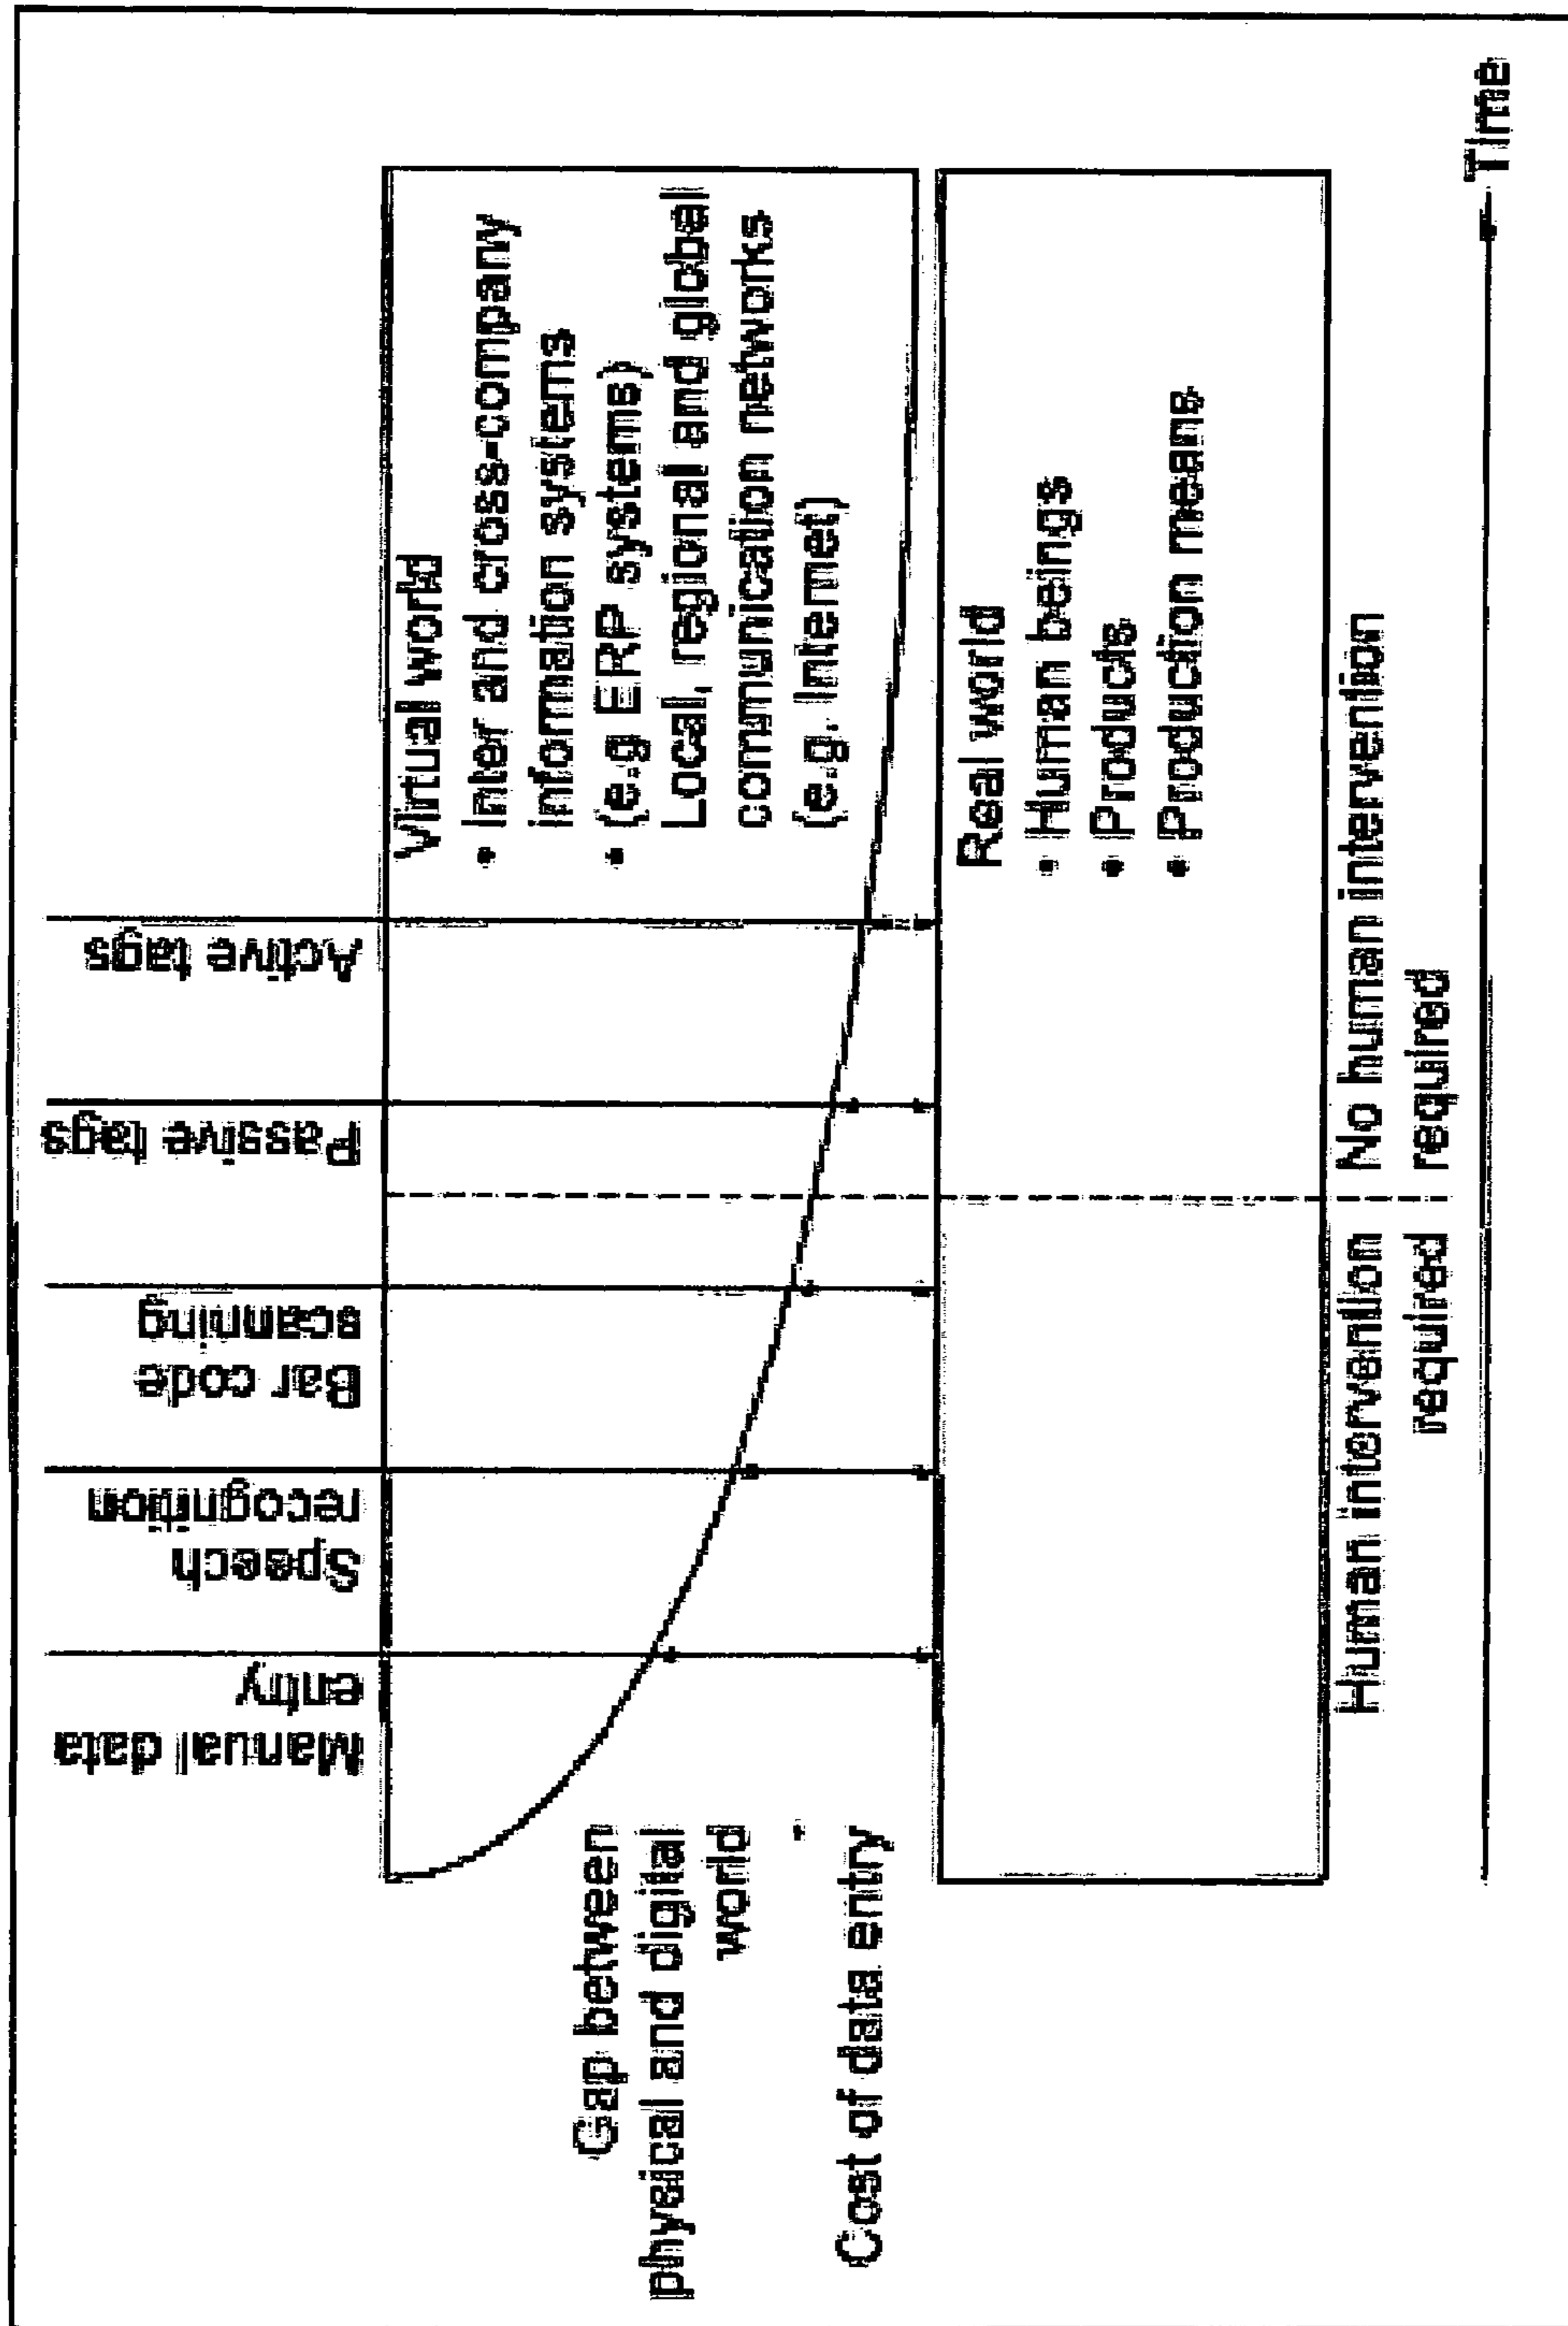 Manual data
entry
Speech
recognition
Bar code
scanning
Passive tags
Active tags
Gap between
physical and digital
world
Cost of data entry
Virtual world
• Inter and cross-company
information systems
• (e.g ERP systems)
Local, regional and global
communication networks
(e.g. Internet)
Real world
• Human beings
• Products
• Production means
Human intervention
required
No human intervention
required
Time